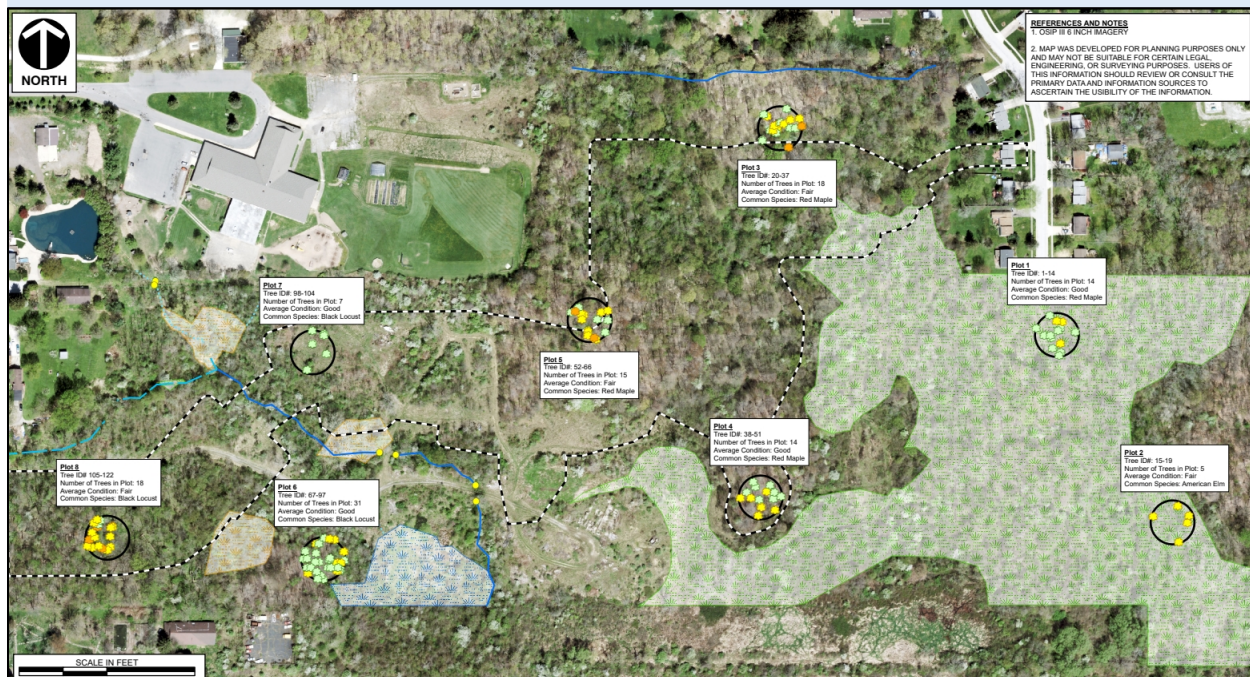 NORTH
REFERENCES AND NOTES
1. OSIP III 6 INCH IMAGERY
2. MAP WAS DEVELOPED FOR PLANNING PURPOSES ONLY
AND MAY NOT BE SUITABLE FOR CERTAIN LEGAL,
ENGINEERING, OR SURVEYING PURPOSES. USERS OF
THIS INFORMATION SHOULD REVIEW OR CONSULT THE
PRIMARY DATA AND INFORMATION SOURCES TO
ASCERTAIN THE USIBILITY OF THE INFORMATION.
Plot 3
Tree ID#: 20-37
Number of Trees in Plot: 18
Average Condition: Fair
Common Species: Red Maple
Plot 1
Tree ID#: 1-14
Number of Trees in Plot: 14
Average Condition: Good
Common Species: Red Maple
Plot 7
Tree ID#: 98-104
Number of Trees in Plot: 7
Average Condition: Good
Common Species: Black Locust
Plot 5
Tree ID#: 52-66
Number of Trees in Plot: 15
Average Condition: Fair
Common Species: Red Maple
Plot 4
Tree ID#: 38-51
Number of Trees in Plot: 14
Average Condition: Good
Common Species: Red Maple
Plot 2
Tree ID#: 15-19
Number of Trees in Plot: 5
Average Condition: Fair
Common Species: American Elm
Plot 8
Tree ID#: 105-122
Number of Trees in Plot: 18
Average Condition: Fair
Common Species: Black Locust
Plot 6
Tree ID#: 67-97
Number of Trees in Plot: 31
Average Condition: Good
Common Species: Black Locust
SCALE IN FEET